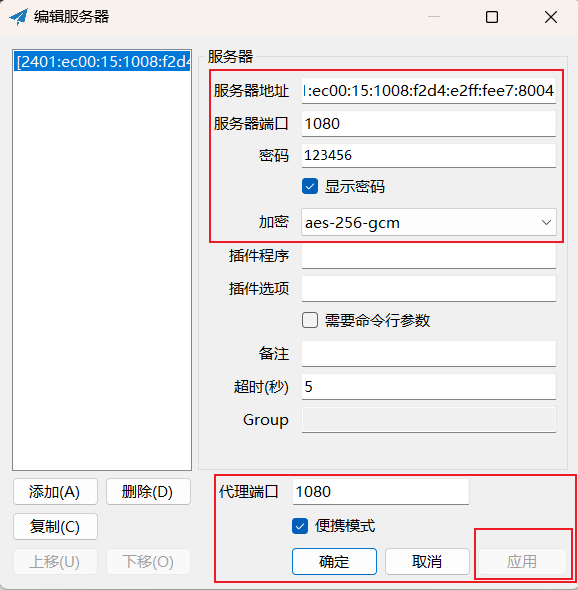 编辑服务器
[2401:ec00:15:1008:f2d4
服务器
服务器地址 :ec00:15:1008:f2d4:e2ff:fee7:8004
服务器端口 1080
密码 123456
显示密码
加密 aes-256-gcm
插件程序
插件选项
需要命令行参数
备注
超时(秒) 5
Group
添加(A) 删除(D)
代理端口 1080
复制(C)
便携模式
上移(U) 下移(O)
确定 取消 应用